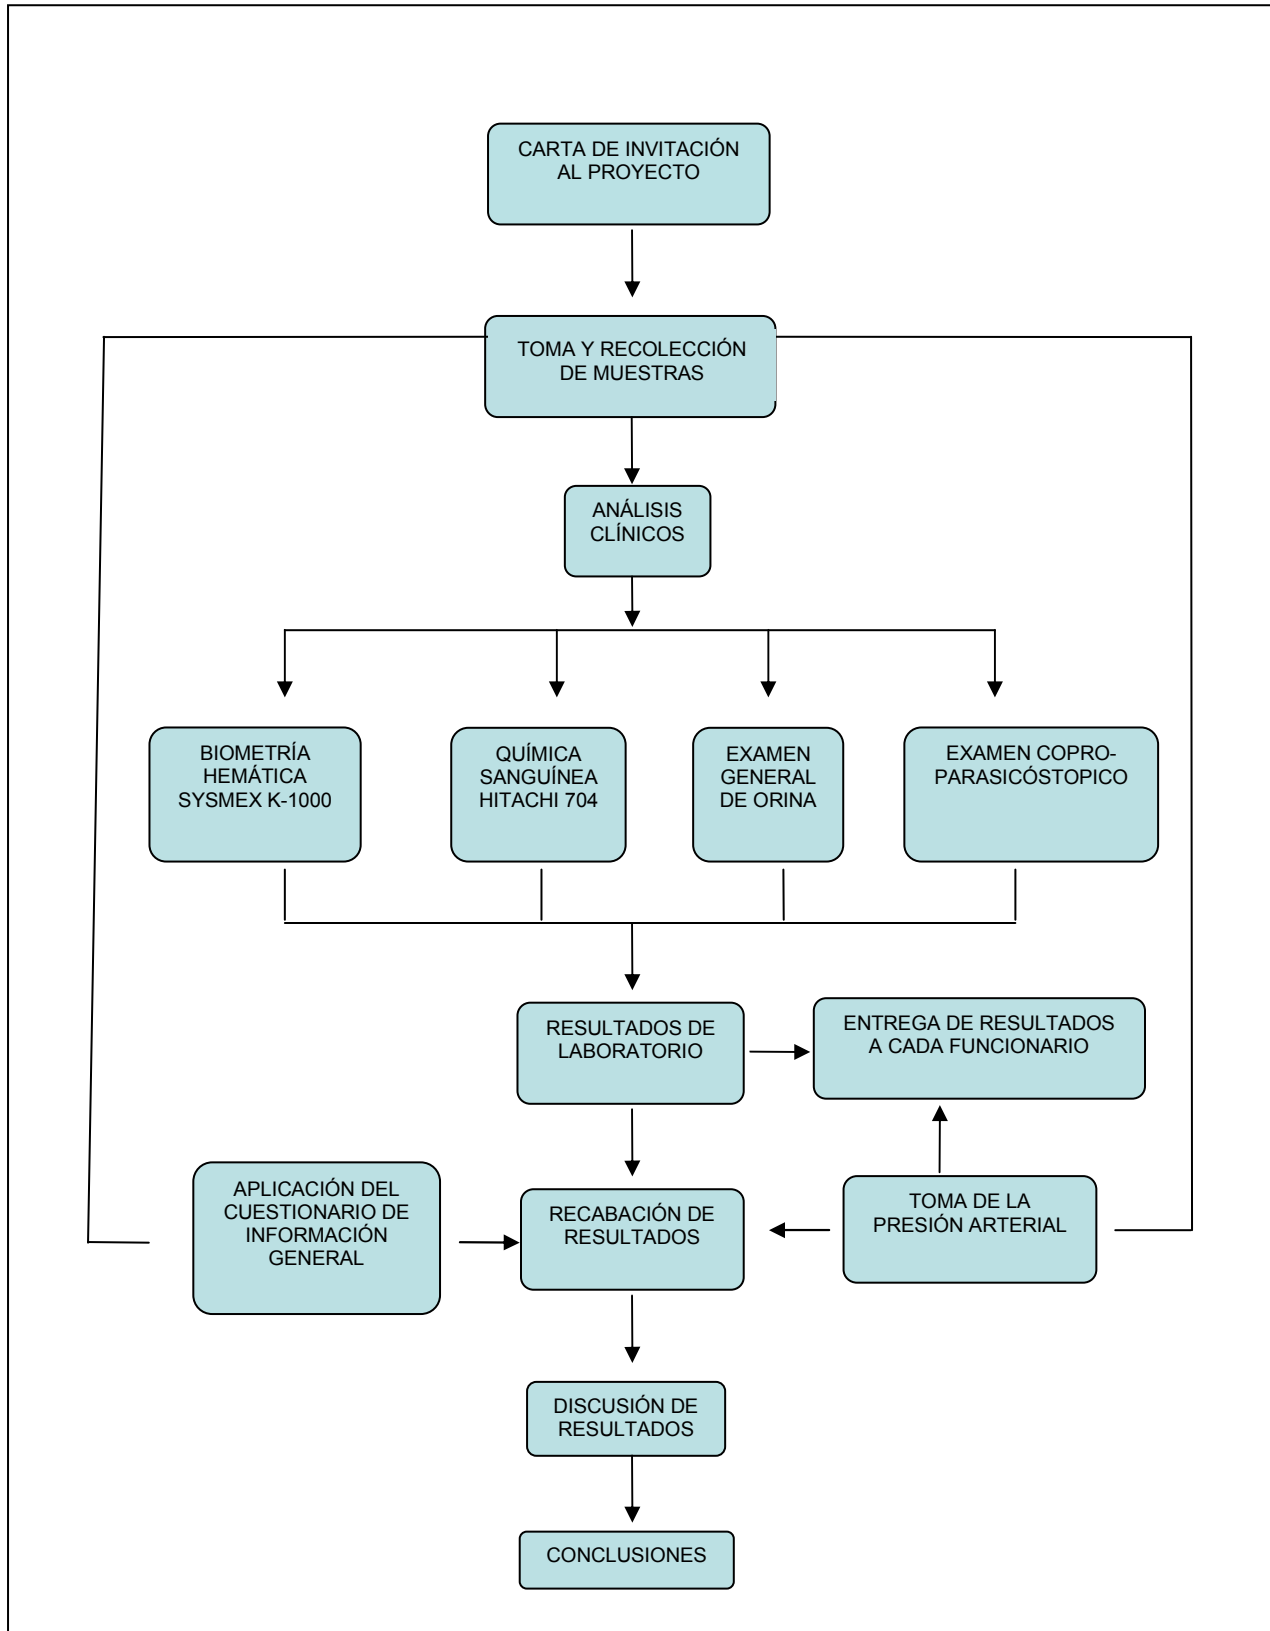 CARTA DE INVITACIÓN
AL PROYECTO
TOMA Y RECOLECCIÓN
DE MUESTRAS
ANÁLISIS
CLÍNICOS
BIOMETRÍA
HEMÁTICA
SYSMEX K-1000
QUÍMICA
SANGUÍNEA
HITACHI 704
EXAMEN
GENERAL
DE ORINA
EXAMEN COPRO-
PARASICÓSTOPICO
RESULTADOS DE
LABORATORIO
ENTREGA DE RESULTADOS
A CADA FUNCIONARIO
APLICACIÓN DEL
CUESTIONARIO DE
INFORMACIÓN
GENERAL
RECABACIÓN DE
RESULTADOS
TOMA DE LA
PRESIÓN ARTERIAL
DISCUSIÓN DE
RESULTADOS
CONCLUSIONES